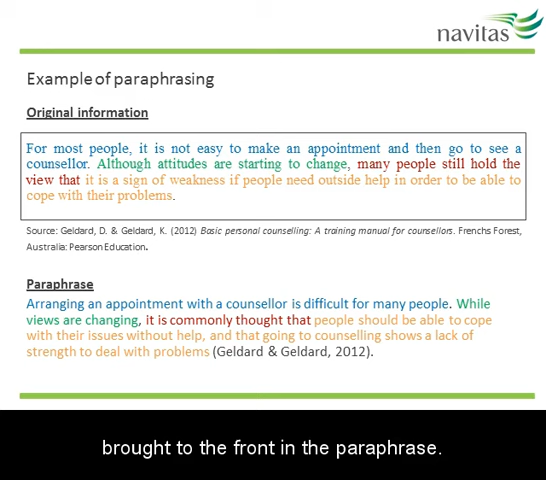 navitas
Example of paraphrasing
Original information
For most people, it is not easy to make an appointment and then go to see a
counsellor. Although attitudes are starting to change, many people still hold the
view that it is a sign of weakness if people need outside help in order to be able to
cope with their problems.
Source: Geldard, D. & Geldard, K. (2012) Basic personal counselling: A training manual for counsellors. Frenchs Forest,
Australia: Pearson Education.
Paraphrase
Arranging an appointment with a counsellor is difficult for many people. While
views are changing, it is commonly thought that people should be able to cope
with their issues without help, and that going to counselling shows a lack of
strength to deal with problems (Geldard & Geldard, 2012).
brought to the front in the paraphrase.